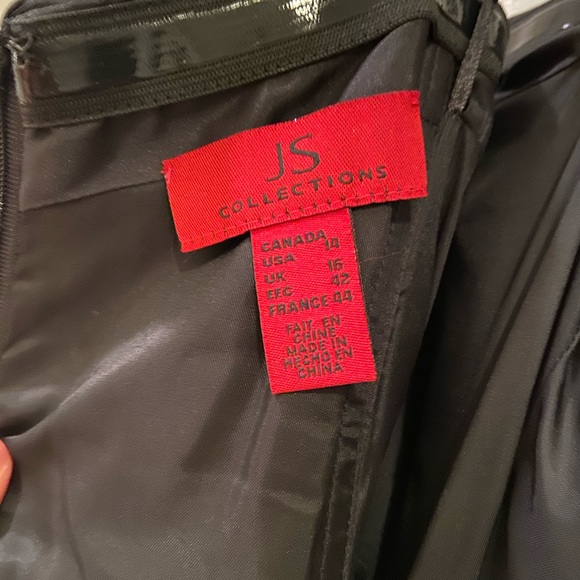 JS
COLLECTIONS
CANADA
USA 14
UK 16
EEC 42
FRANCE 44
FAIT EN
CHINE
MADE IN
HECHO EN
CHINA